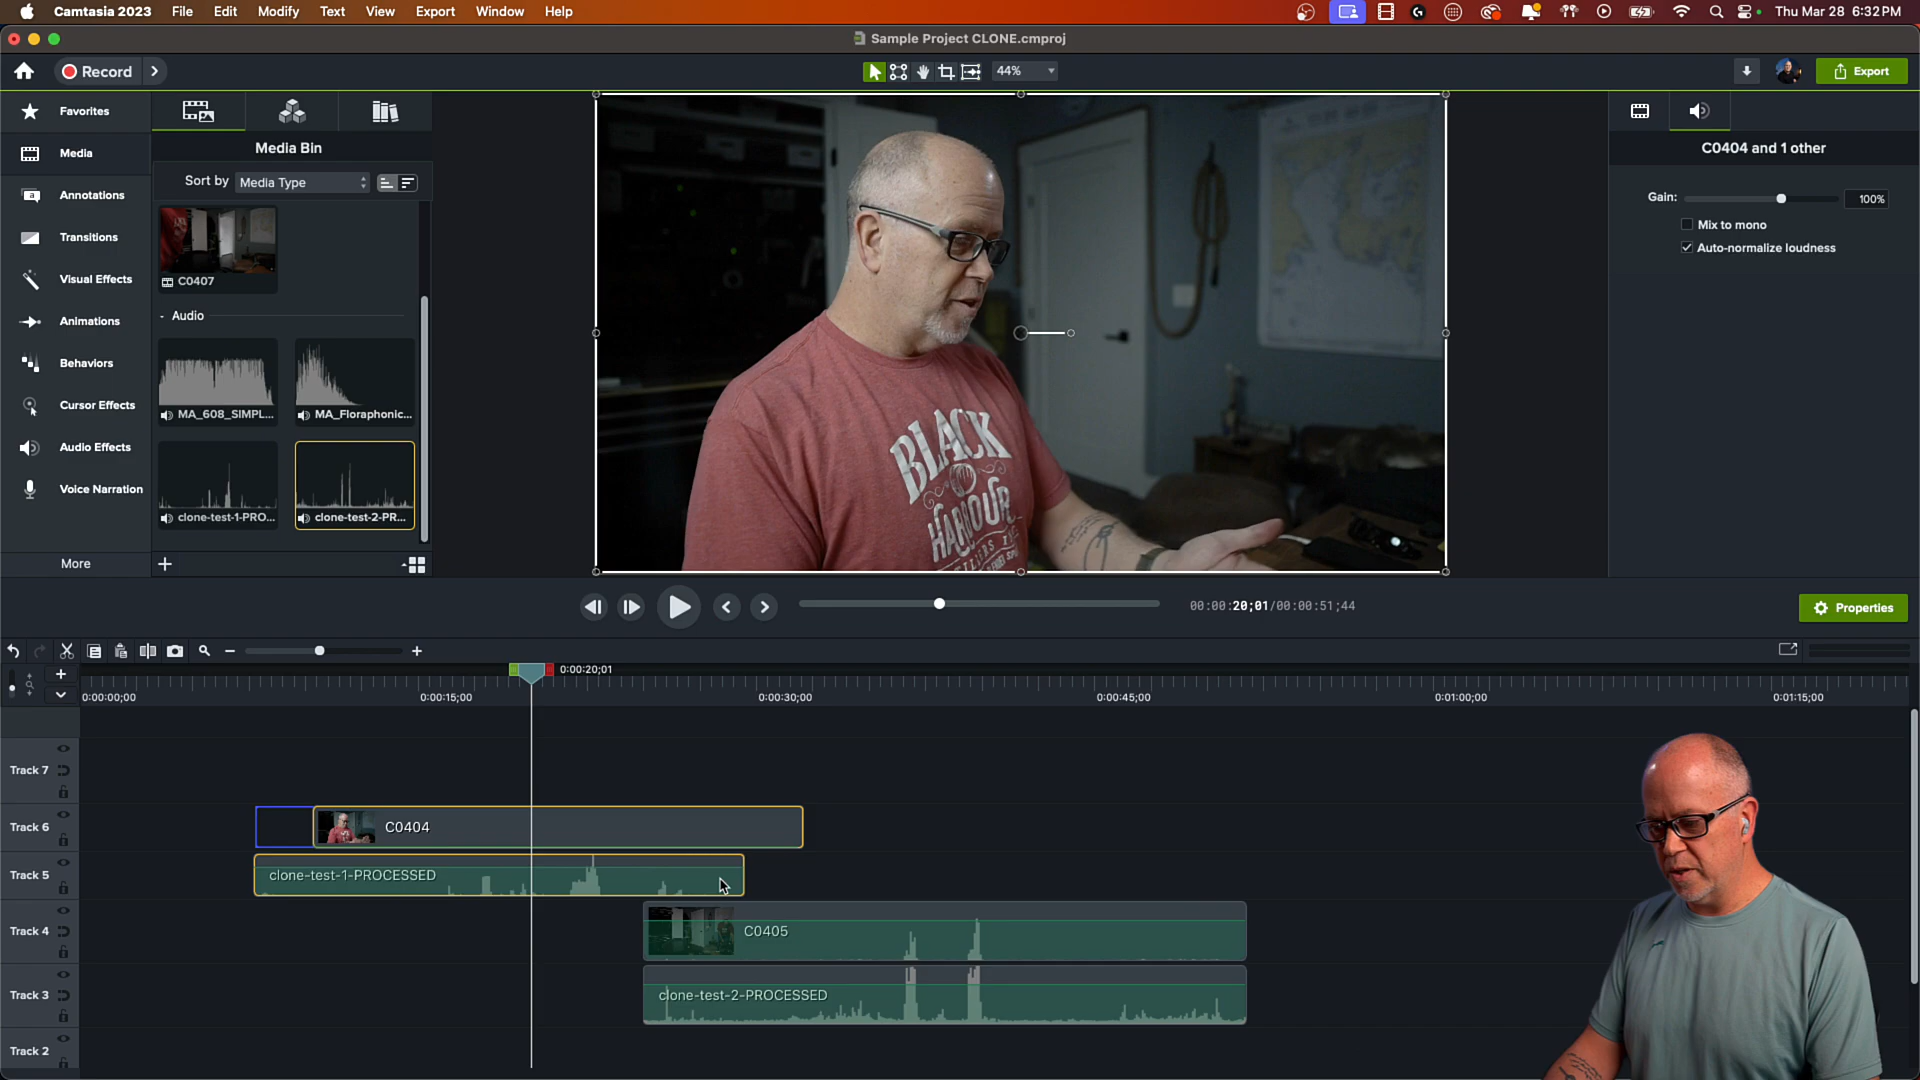 Camtasia 2023 File Edit Modify Text View Export Window Help Thu Mar 28 6:32 PM
Sample Project CLONE.cmproj
Record 44% Export
Favorites
Media
Annotations
Transitions
Visual Effects
Animations
Behaviors
Cursor Effects
Audio Effects
Voice Narration
More
Media Bin
Sort by Media Type
C0407
Audio
MA_608_SIMPL... MA_Floraphonic...
clone-test-1-PRO... clone-test-2-PR...
BLACK
HARBOUR
C0404 and 1 other
Gain: 100%
Mix to mono
Auto-normalize loudness
00:00:20;01/00:00:51;44
Properties
0:00:20;01
0:00:00;00 0:00:15;00 0:00:30;00 0:00:45;00 0:01:00;00 0:01:15;00
Track 7
Track 6 C0404
Track 5 clone-test-1-PROCESSED
Track 4 C0405
Track 3 clone-test-2-PROCESSED
Track 2